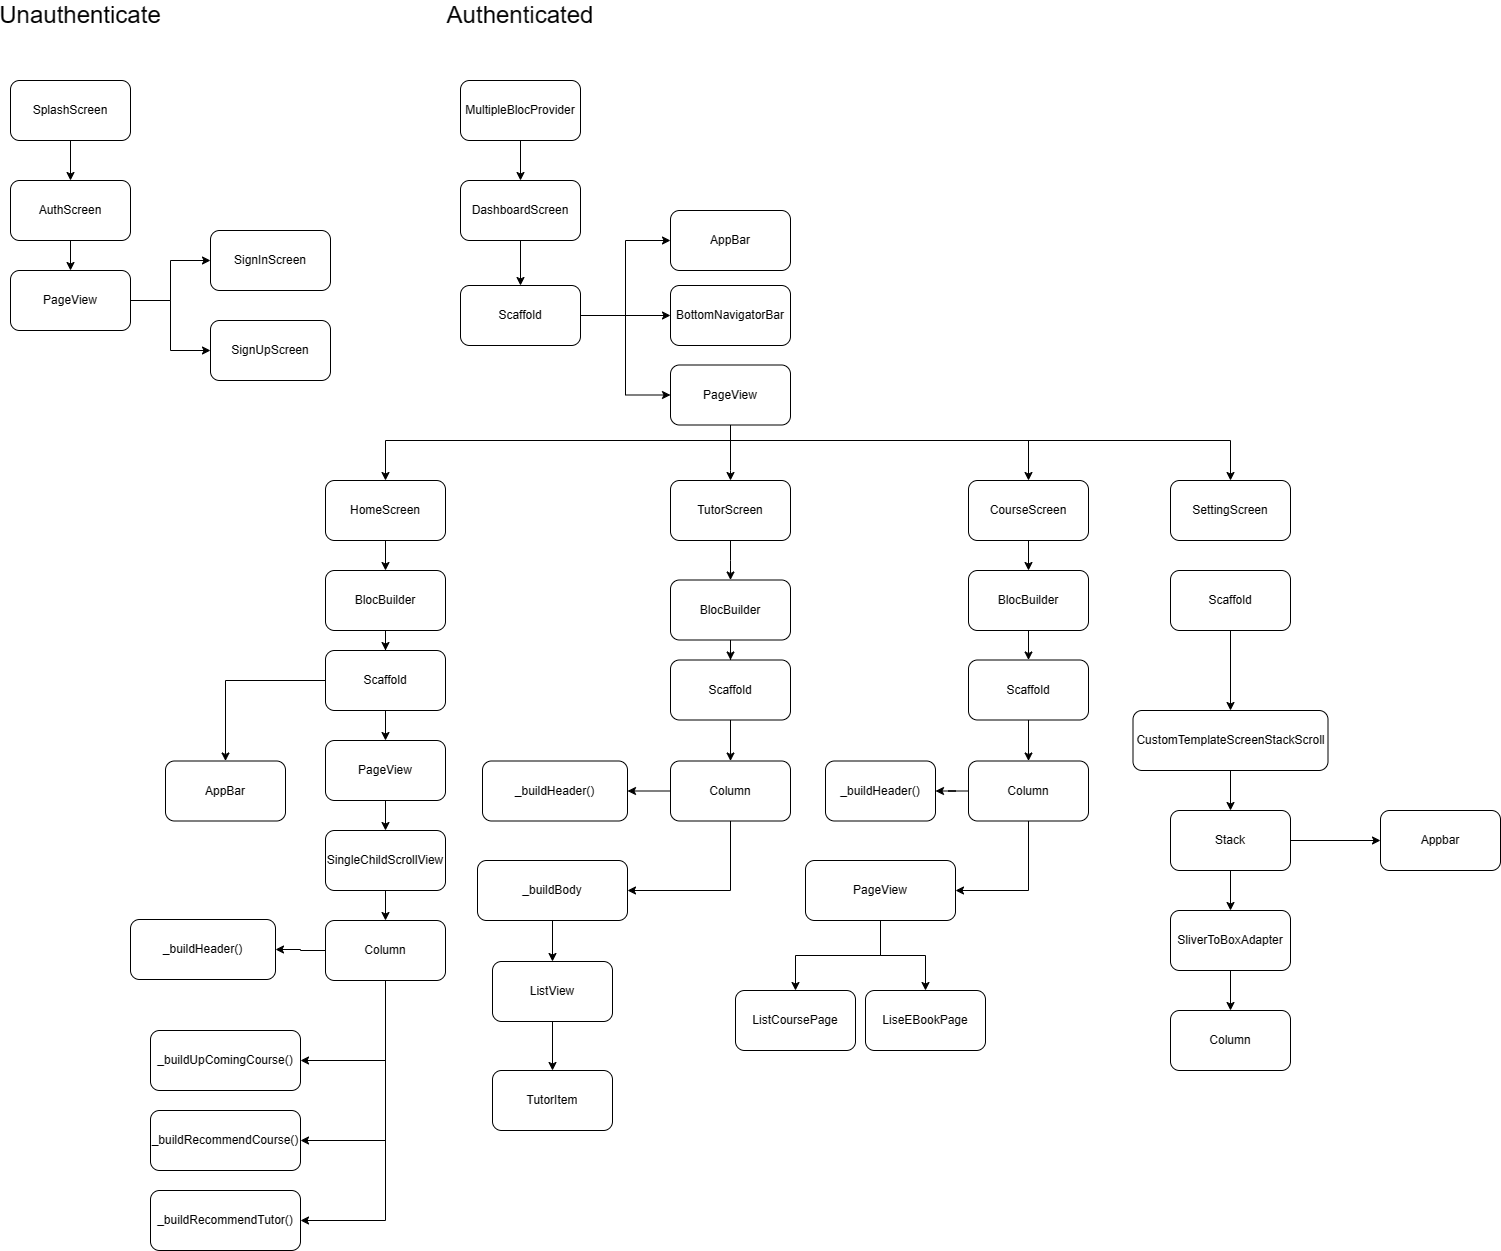 Unauthenticate
Authenticated
SplashScreen
MultipleBlocProvider
AuthScreen
DashboardScreen
AppBar
SignInScreen
PageView
Scaffold
BottomNavigatorBar
SignUpScreen
PageView
HomeScreen
TutorScreen
CourseScreen
SettingScreen
BlocBuilder
BlocBuilder
BlocBuilder
Scaffold
Scaffold
Scaffold
Scaffold
CustomTemplateScreenStackScroll
PageView
AppBar
_buildHeader()
Column
_buildHeader()
Column
Stack
Appbar
SingleChildScrollView
_buildBody
PageView
SliverToBoxAdapter
_buildHeader()
Column
ListView
ListCoursePage
LiseEBookPage
Column
_buildUpComingCourse()
TutorItem
_buildRecommendCourse()
_buildRecommendTutor()